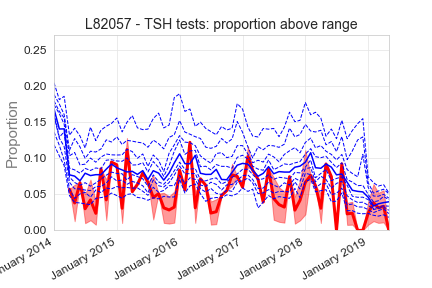 L82057 - TSH tests: proportion above range
Proportion
0.25
0.20
0.15
0.10
0.05
0.00
January 2015
January 2016
January 2017
January 2018
January 2019
2014